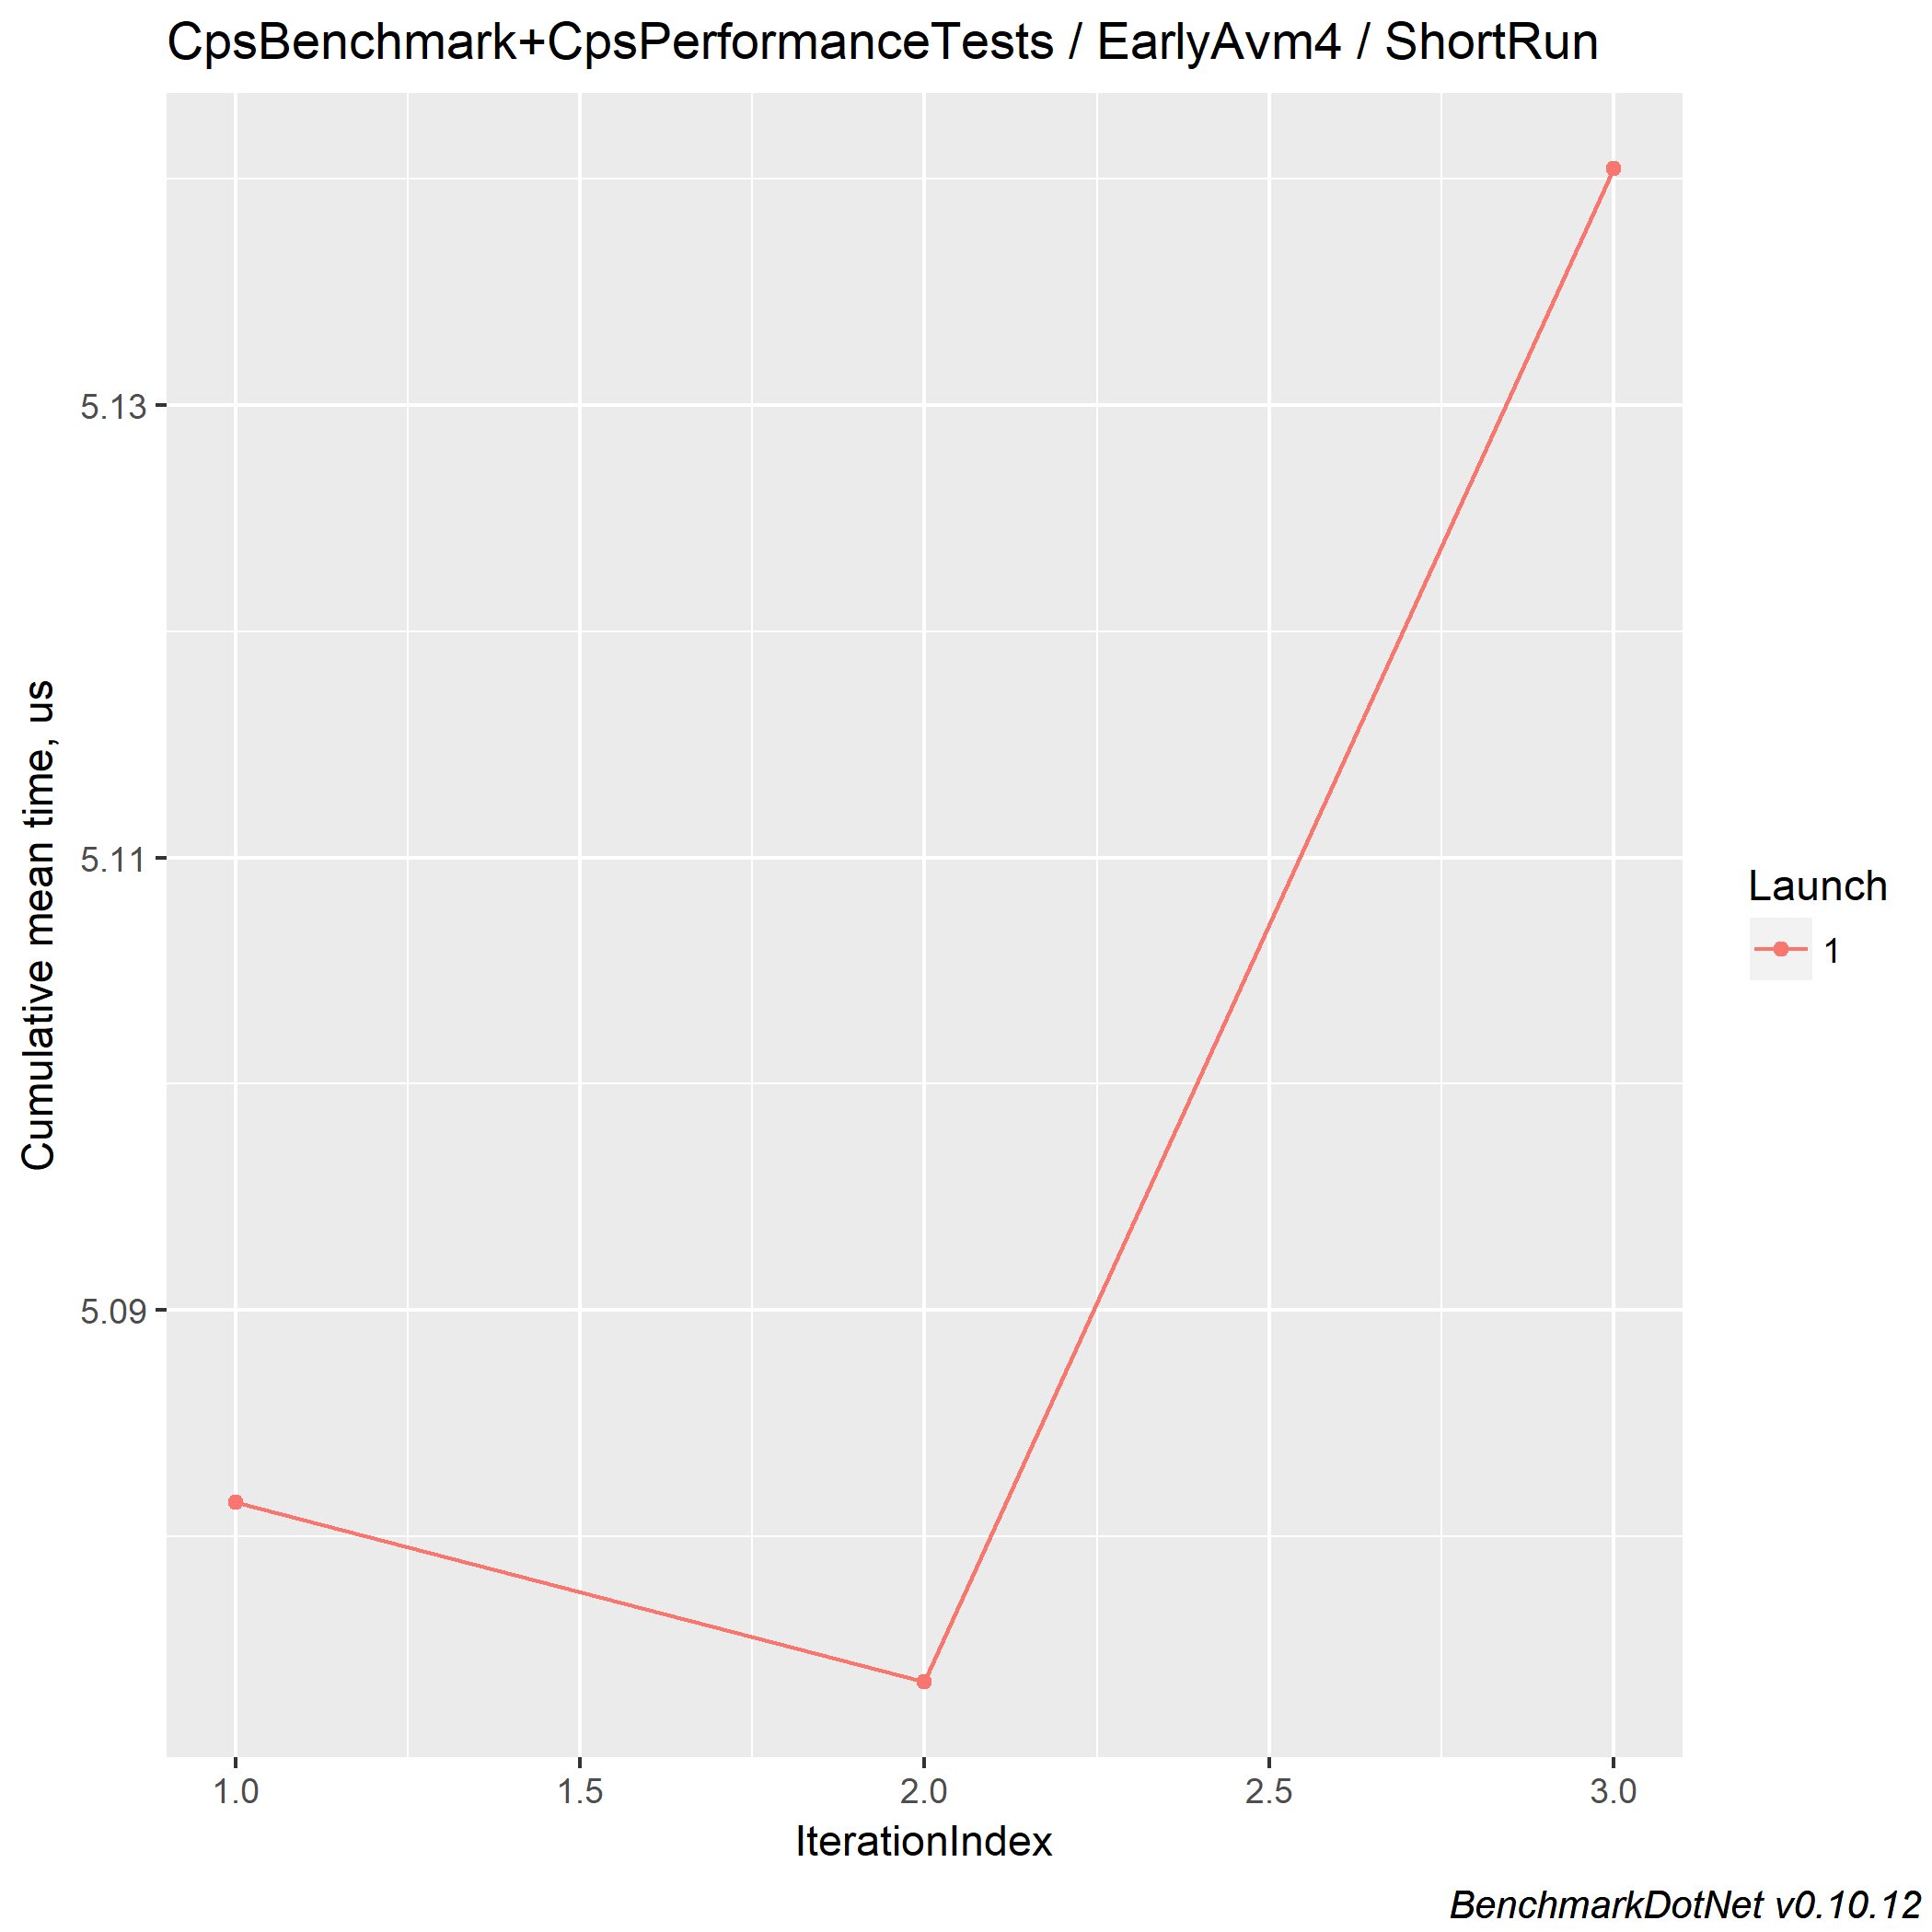 CpsBenchmark+CpsPerformanceTests / EarlyAvm4 / ShortRun
Cumulative mean time, us
5.13
5.11
5.09
1.0
1.5
2.0
2.5
3.0
IterationIndex
Launch
1
BenchmarkDotNet v0.10.12